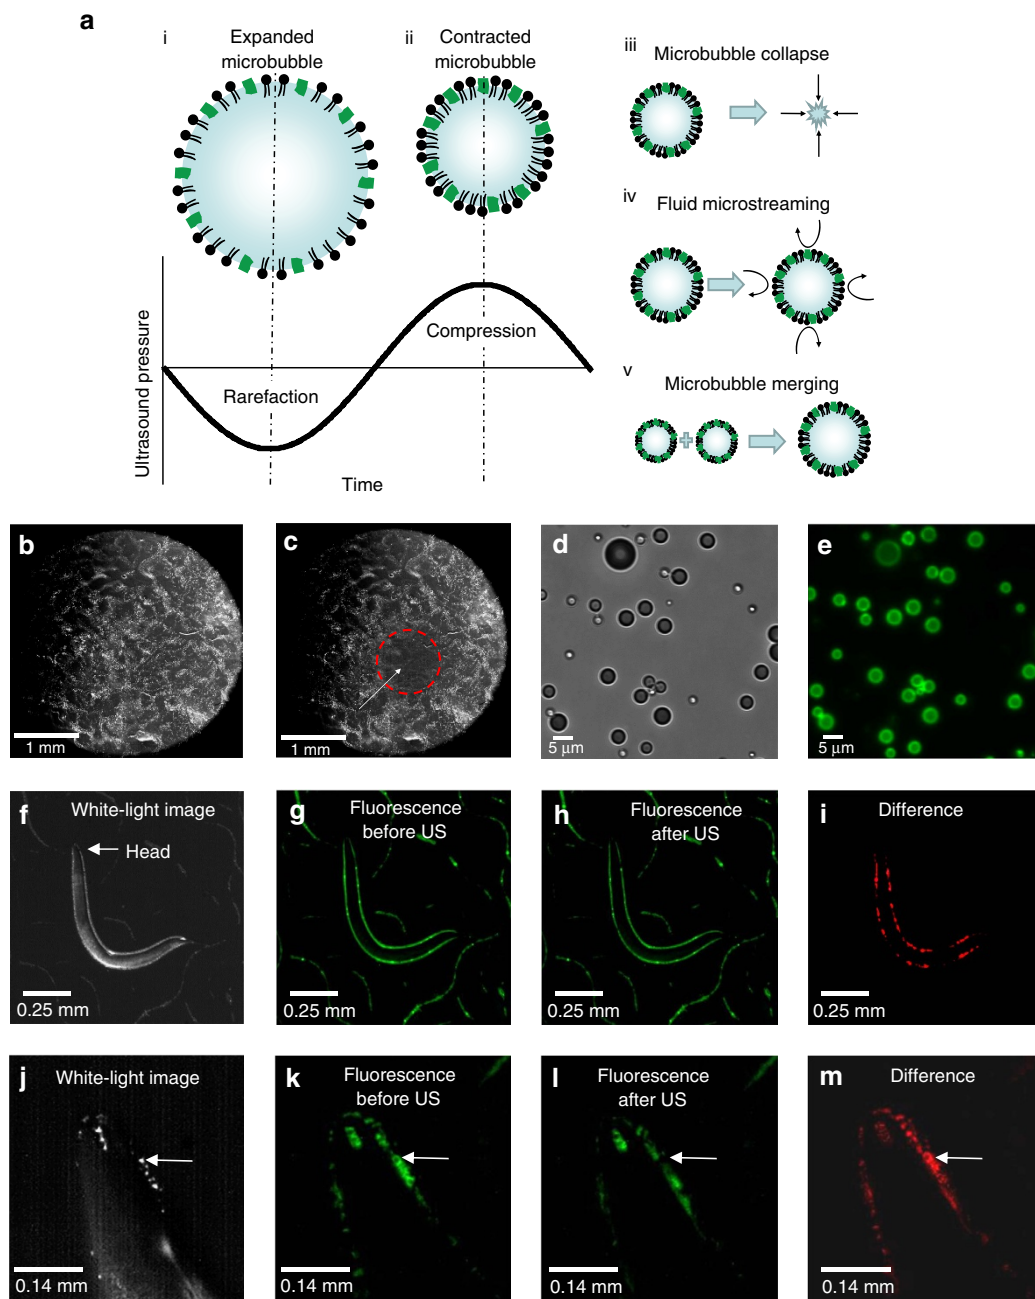 a
i
Expanded
microbubble
ii
Contracted
microbubble
iii
Microbubble collapse
iv
Fluid microstreaming
v
Microbubble merging
Ultrasound pressure
Compression
Rarefaction
Time
b
1 mm
c
1 mm
d
5 μm
e
5 μm
f
White-light image
Head
0.25 mm
g
Fluorescence
before US
0.25 mm
h
Fluorescence
after US
0.25 mm
i
Difference
0.25 mm
j
White-light image
0.14 mm
k
Fluorescence
before US
0.14 mm
l
Fluorescence
after US
0.14 mm
m
Difference
0.14 mm